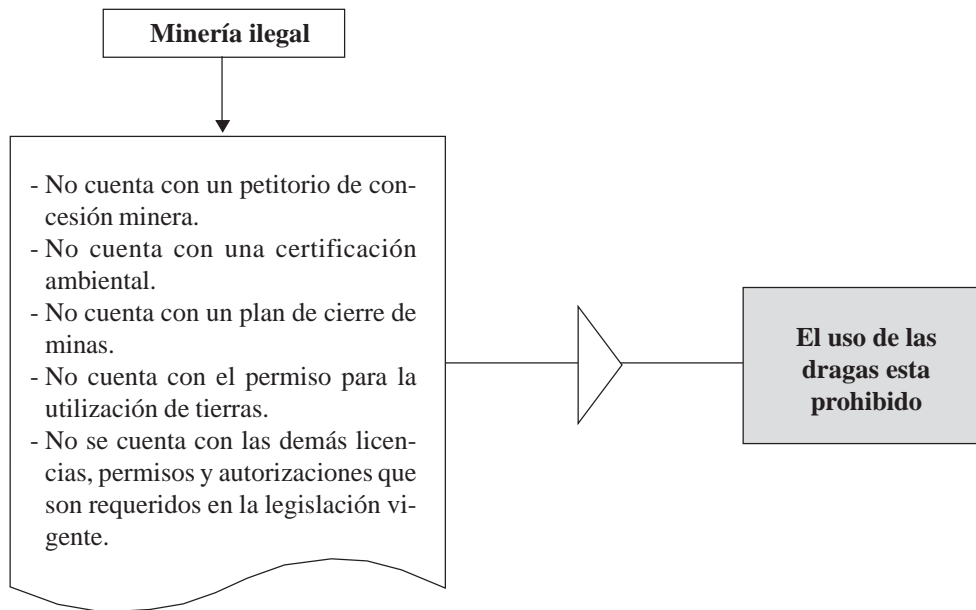 Minería ilegal
- No cuenta con un petitorio de con-
cesión minera.
- No cuenta con una certificación
ambiental.
- No cuenta con un plan de cierre de
minas.
- No cuenta con el permiso para la
utilización de tierras.
- No se cuenta con las demás licen-
cias, permisos y autorizaciones que
son requeridos en la legislación vi-
gente.
El uso de las
dragas esta
prohibido